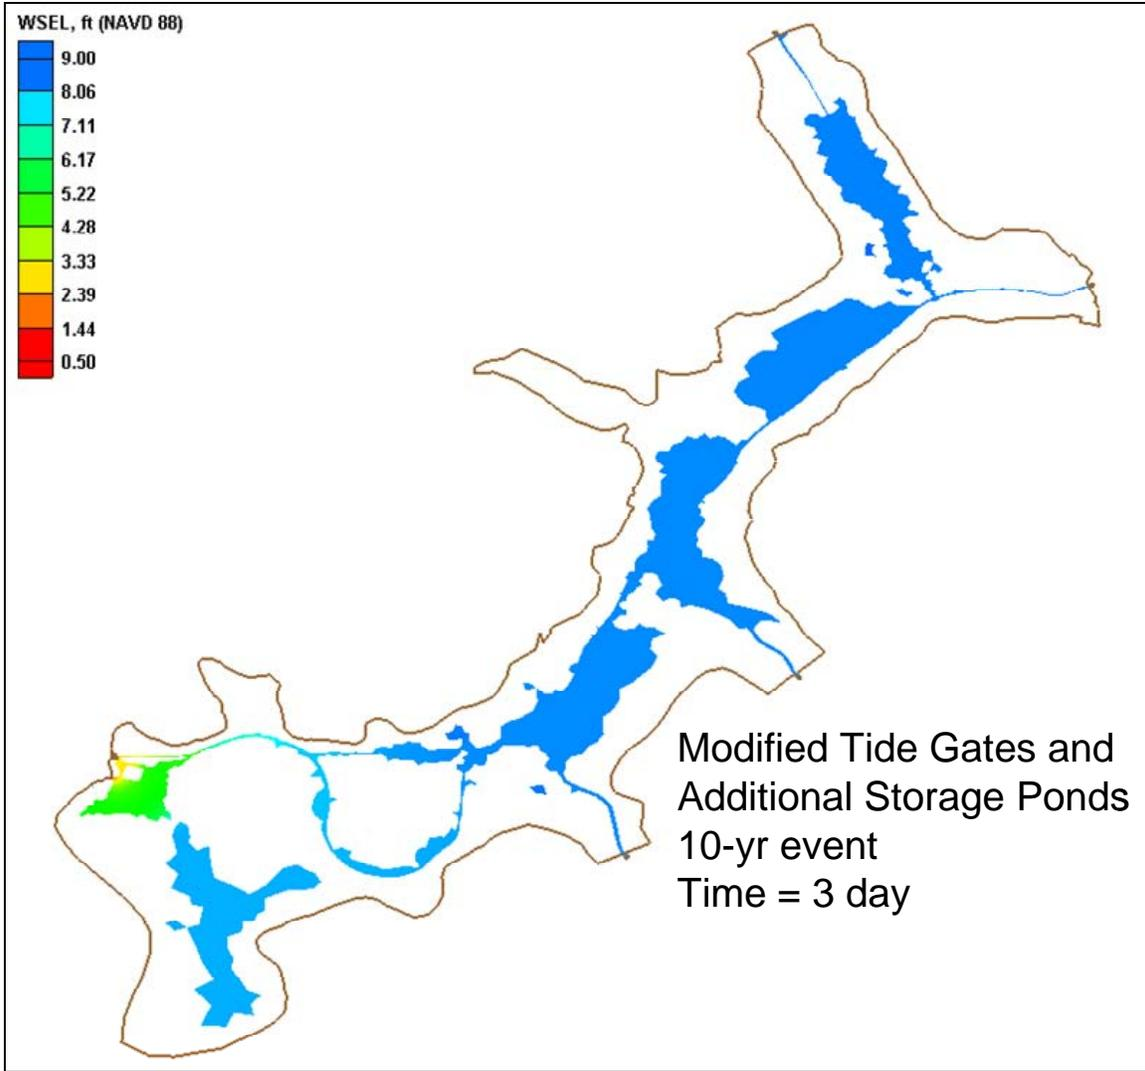 WSEL, ft (NAVD 88)
9.00
8.06
7.11
6.17
5.22
4.28
3.33
2.39
1.44
0.50
Modified Tide Gates and
Additional Storage Ponds
10-yr event
Time = 3 day